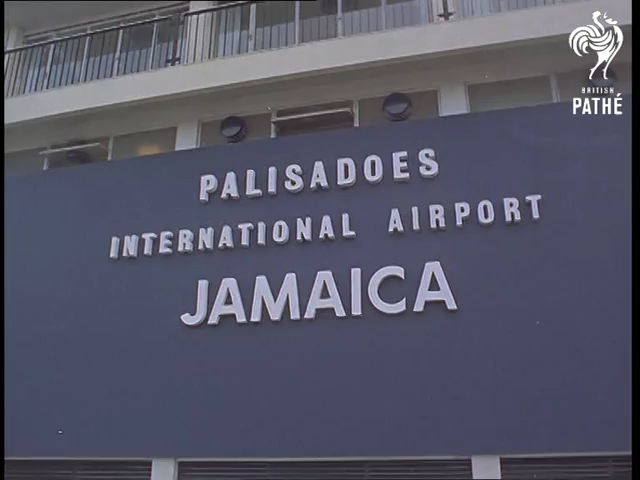 BRITISH
PATHÉ
PALISADOES
INTERNATIONAL AIRPORT
JAMAICA